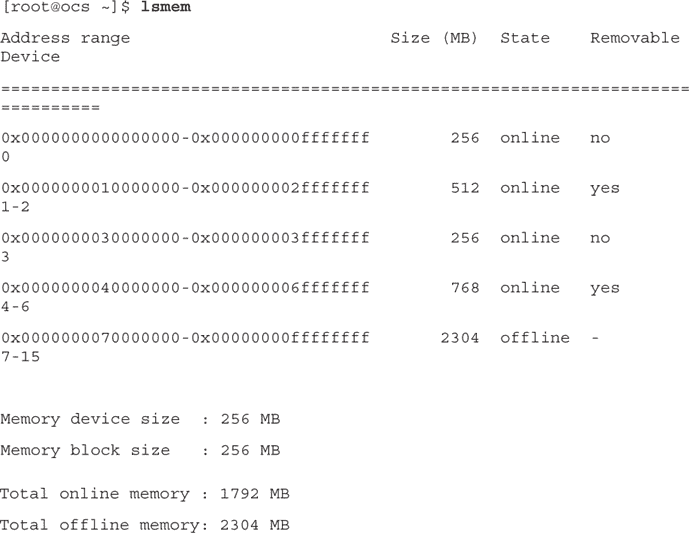 [root@ocs ~]$ lsmem
Address range                          Size (MB)  State    Removable
Device
=====================================================================
==========
0x0000000000000000-0x000000000fffffff        256  online   no
0
0x0000000010000000-0x000000002fffffff        512  online   yes
1-2
0x0000000030000000-0x000000003fffffff        256  online   no
3
0x0000000040000000-0x000000006fffffff        768  online   yes
4-6
0x0000000070000000-0x00000000ffffffff       2304  offline  -
7-15
Memory device size  : 256 MB
Memory block size   : 256 MB
Total online memory : 1792 MB
Total offline memory: 2304 MB